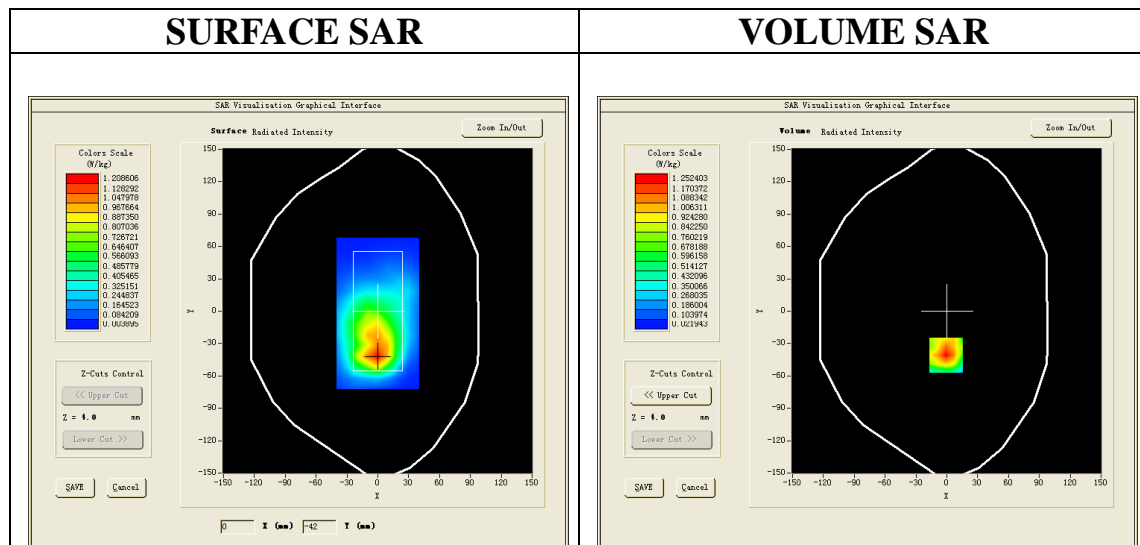 SURFACE SAR
VOLUME SAR
SAR Visualisation Graphical Interface
Surface Radiated Intensity
Zoom In/Out
Colors Scale
(W/kg)
1.208606
1.128292
1.047978
0.967664
0.887350
0.807036
0.726721
0.646407
0.566093
0.485779
0.405465
0.325151
0.244837
0.164523
0.084209
0.003895
150
120
90
60
30
0
-30
-60
-90
-120
-150
Y
-150 -120 -90 -60 -30 0 30 60 90 120 150
X
Z-Cuts Control
<< Upper Cut
Z = 4.0 mm
Lower Cut >>
SAVE
Cancel
0 X (mm) -42 Y (mm)
SAR Visualisation Graphical Interface
Volume Radiated Intensity
Zoom In/Out
Colors Scale
(W/kg)
1.252403
1.170372
1.088342
1.006311
0.924280
0.842250
0.760219
0.678188
0.596158
0.514127
0.432096
0.350066
0.268035
0.186004
0.103974
0.021943
150
120
90
60
30
0
-30
-60
-90
-120
-150
Y
-150 -120 -90 -60 -30 0 30 60 90 120 150
X
Z-Cuts Control
<< Upper Cut
Z = 4.0 mm
Lower Cut >>
SAVE
Cancel